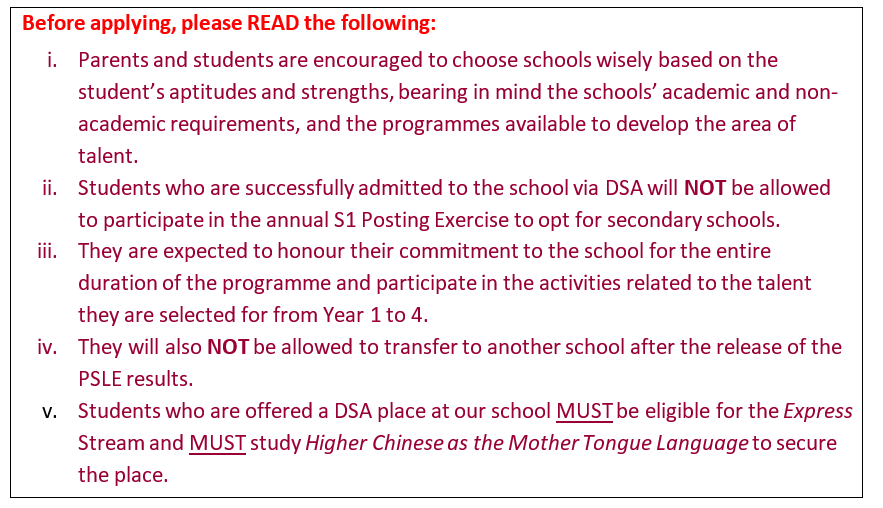 Before applying, please READ the following:
i. Parents and students are encouraged to choose schools wisely based on the
student’s aptitudes and strengths, bearing in mind the schools’ academic and non-
academic requirements, and the programmes available to develop the area of
talent.
ii. Students who are successfully admitted to the school via DSA will NOT be allowed
to participate in the annual S1 Posting Exercise to opt for secondary schools.
iii. They are expected to honour their commitment to the school for the entire
duration of the programme and participate in the activities related to the talent
they are selected for from Year 1 to 4.
iv. They will also NOT be allowed to transfer to another school after the release of the
PSLE results.
v. Students who are offered a DSA place at our school MUST be eligible for the Express
Stream and MUST study Higher Chinese as the Mother Tongue Language to secure
the place.